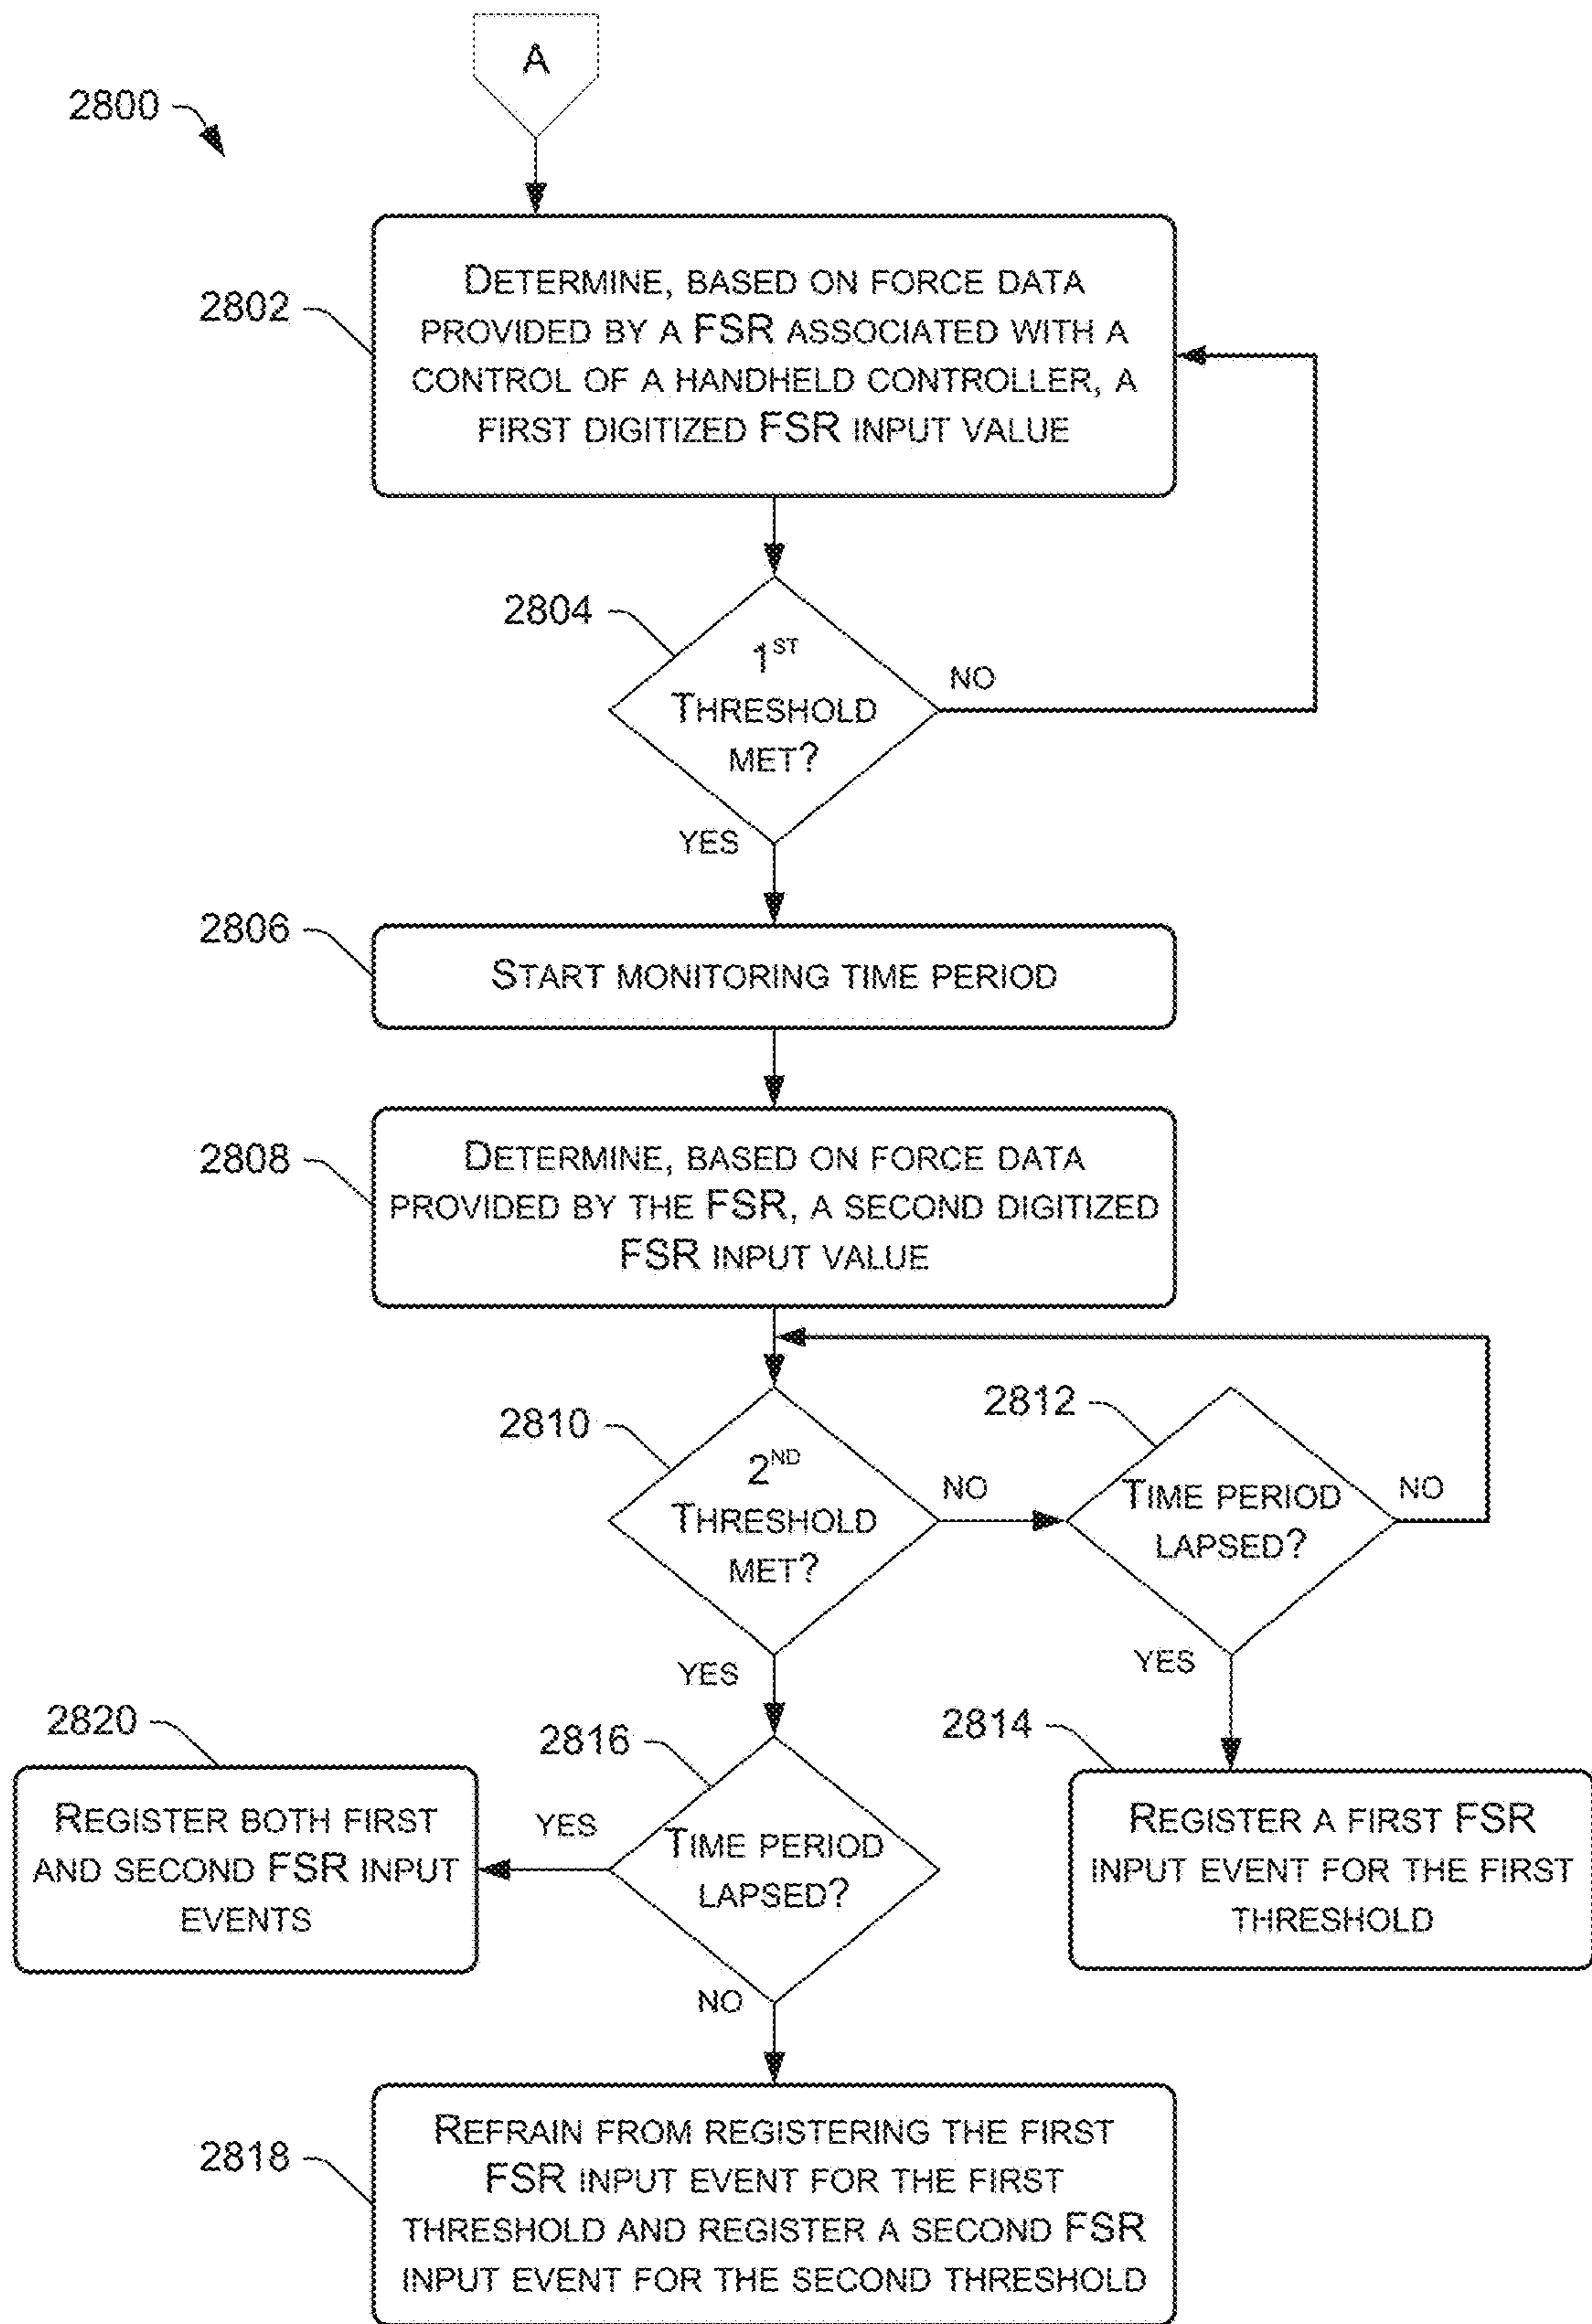 A
2800
2802
DETERMINE, BASED ON FORCE DATA
PROVIDED BY A FSR ASSOCIATED WITH A
CONTROL OF A HANDHELD CONTROLLER, A
FIRST DIGITIZED FSR INPUT VALUE
2804
1ST
THRESHOLD
MET?
NO
YES
2806
START MONITORING TIME PERIOD
2808
DETERMINE, BASED ON FORCE DATA
PROVIDED BY THE FSR, A SECOND DIGITIZED
FSR INPUT VALUE
2810
2ND
THRESHOLD
MET?
NO
YES
2812
TIME PERIOD
LAPSED?
NO
YES
2814
REGISTER A FIRST FSR
INPUT EVENT FOR THE FIRST
THRESHOLD
2816
TIME PERIOD
LAPSED?
YES
NO
2820
REGISTER BOTH FIRST
AND SECOND FSR INPUT
EVENTS
2818
REFRAIN FROM REGISTERING THE FIRST
FSR INPUT EVENT FOR THE FIRST
THRESHOLD AND REGISTER A SECOND FSR
INPUT EVENT FOR THE SECOND THRESHOLD